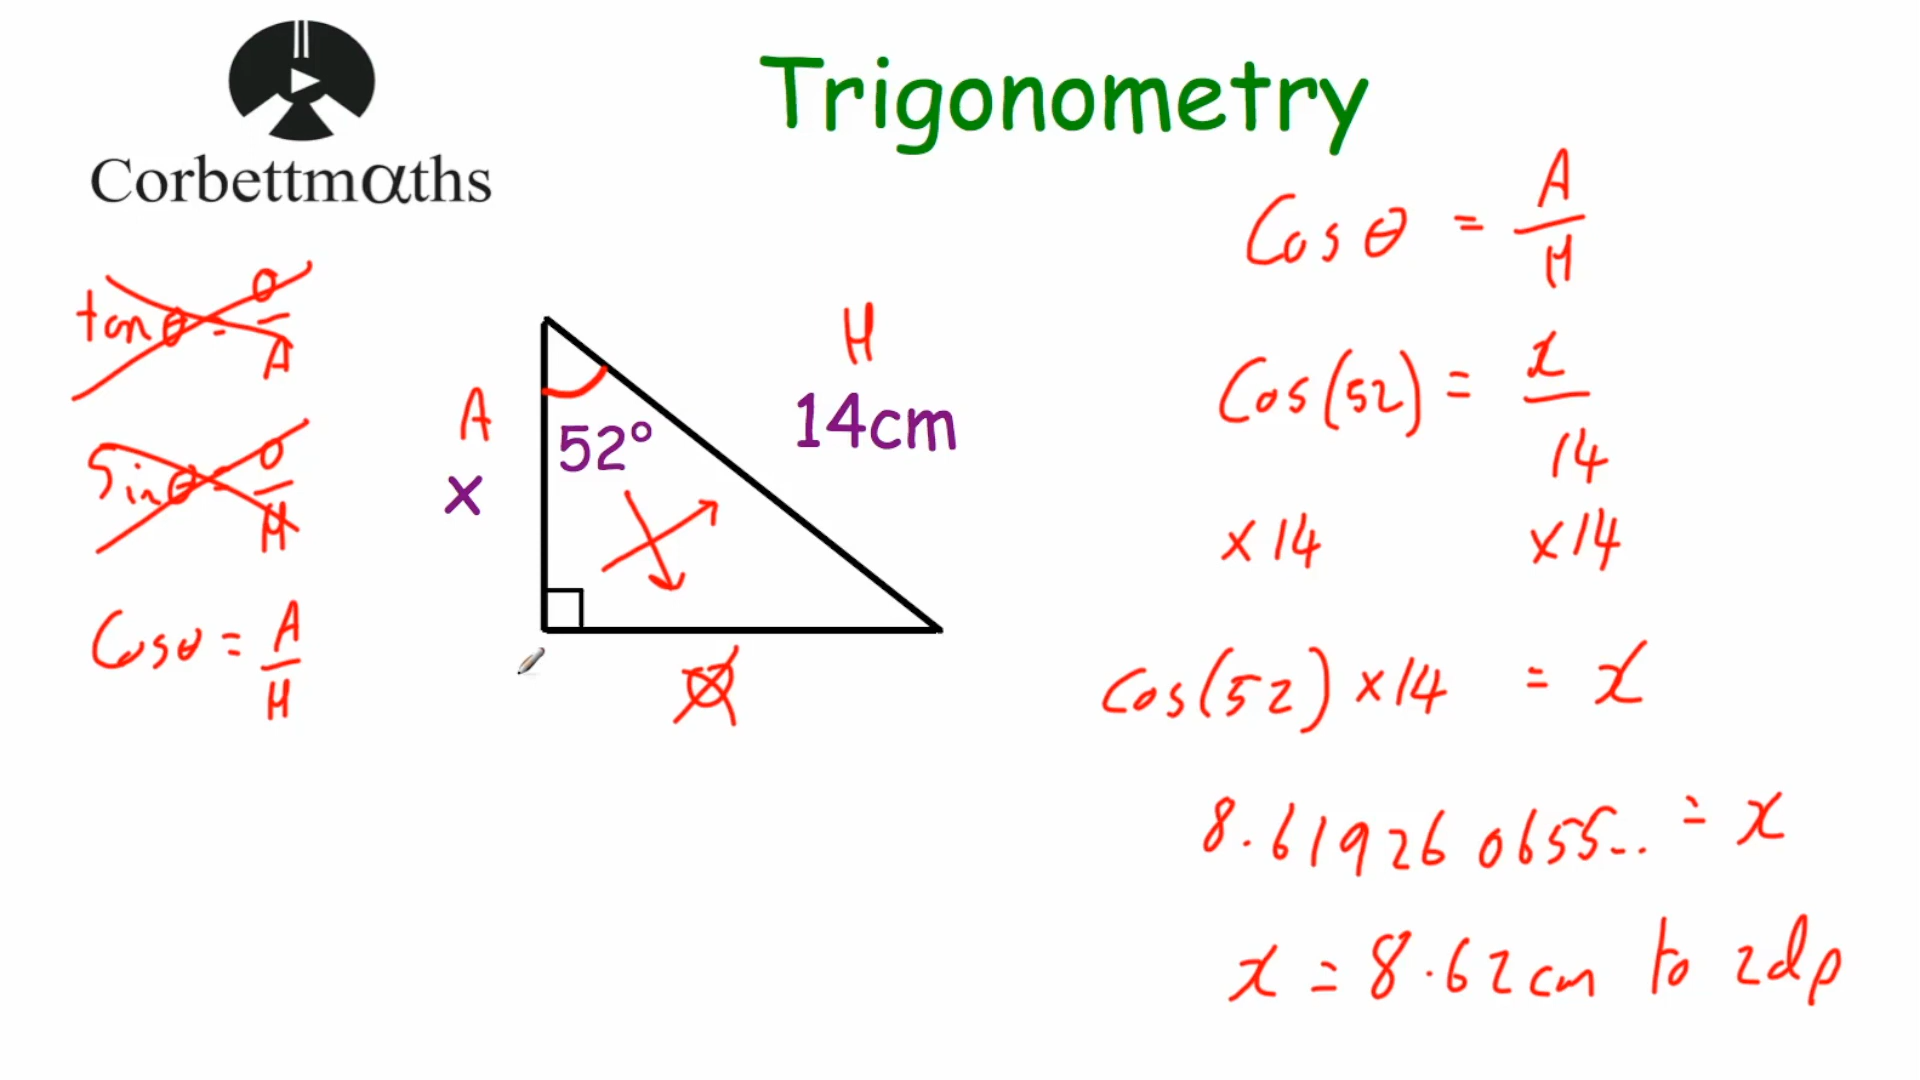 Corbettmαths
Trigonometry
tan θ = O/A
Sin θ = O/H
Cos θ = A/H
A
x
52°
H
14cm
O
Cos θ = A/H
Cos(52) = x/14
×14 ×14
Cos(52) ×14 = x
8.619260655... = x
x = 8.62cm to 2dp